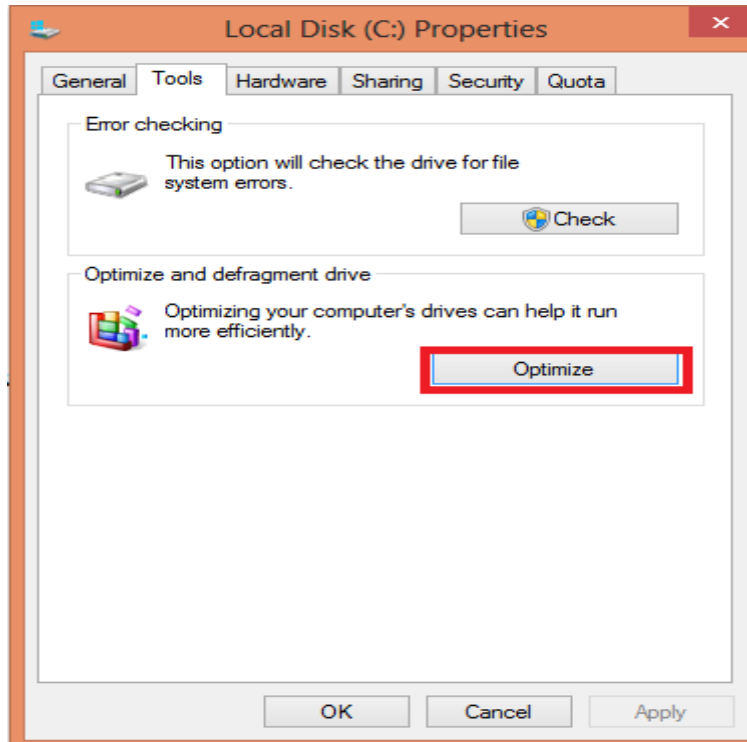 Local Disk (C:) Properties
General Tools Hardware Sharing Security Quota
Error checking
This option will check the drive for file
system errors.
Check
Optimize and defragment drive
Optimizing your computer's drives can help it run
more efficiently.
Optimize
OK Cancel Apply